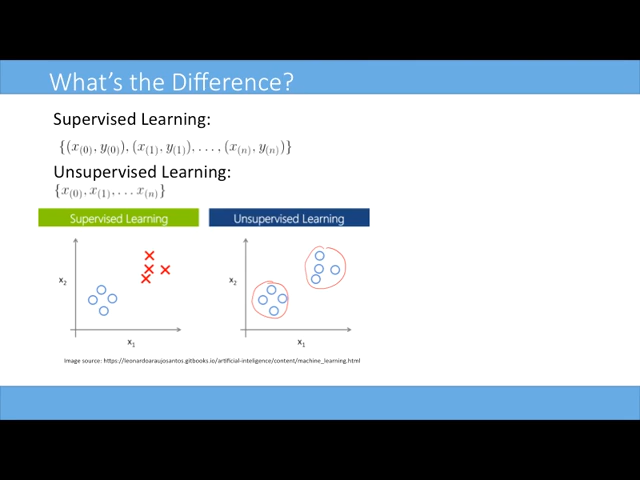 What's the Difference?
Supervised Learning:
{(x(0), y(0)), (x(1), y(1)), . . . , (x(n), y(n))}
Unsupervised Learning:
{x(0), x(1), . . . x(n)}
Supervised Learning
Unsupervised Learning
x2
x1
x2
x1
Image source: https://leonardoaraujosantos.gitbooks.io/artificial-inteligence/content/machine_learning.html